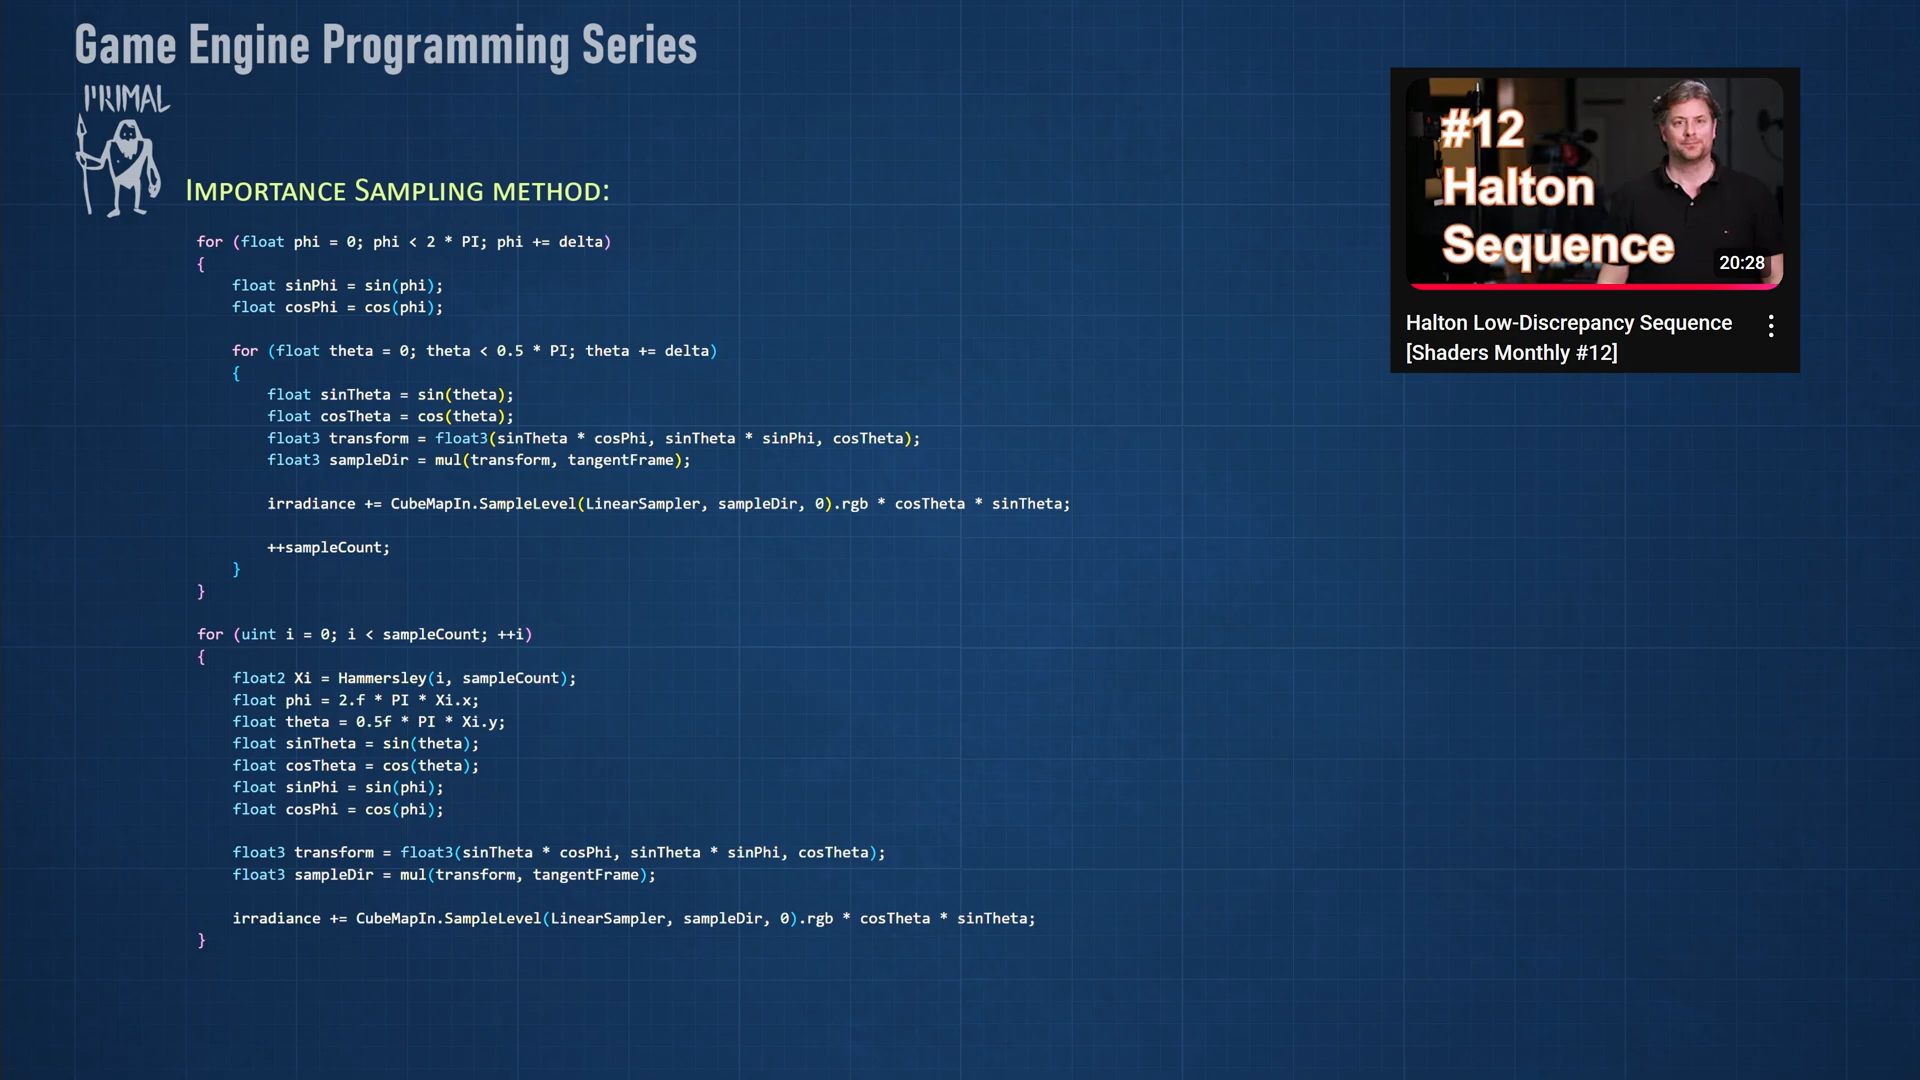 Game Engine Programming Series
PRIMAL
IMPORTANCE SAMPLING METHOD:
for (float phi = 0; phi < 2 * PI; phi += delta)
{
    float sinPhi = sin(phi);
    float cosPhi = cos(phi);
    for (float theta = 0; theta < 0.5 * PI; theta += delta)
    {
        float sinTheta = sin(theta);
        float cosTheta = cos(theta);
        float3 transform = float3(sinTheta * cosPhi, sinTheta * sinPhi, cosTheta);
        float3 sampleDir = mul(transform, tangentFrame);
        irradiance += CubeMapIn.SampleLevel(LinearSampler, sampleDir, 0).rgb * cosTheta * sinTheta;
        ++sampleCount;
    }
}
for (uint i = 0; i < sampleCount; ++i)
{
    float2 Xi = Hammersley(i, sampleCount);
    float phi = 2.f * PI * Xi.x;
    float theta = 0.5f * PI * Xi.y;
    float sinTheta = sin(theta);
    float cosTheta = cos(theta);
    float sinPhi = sin(phi);
    float cosPhi = cos(phi);
    float3 transform = float3(sinTheta * cosPhi, sinTheta * sinPhi, cosTheta);
    float3 sampleDir = mul(transform, tangentFrame);
    irradiance += CubeMapIn.SampleLevel(LinearSampler, sampleDir, 0).rgb * cosTheta * sinTheta;
}
#12
Halton
Sequence
20:28
Halton Low-Discrepancy Sequence
[Shaders Monthly #12]